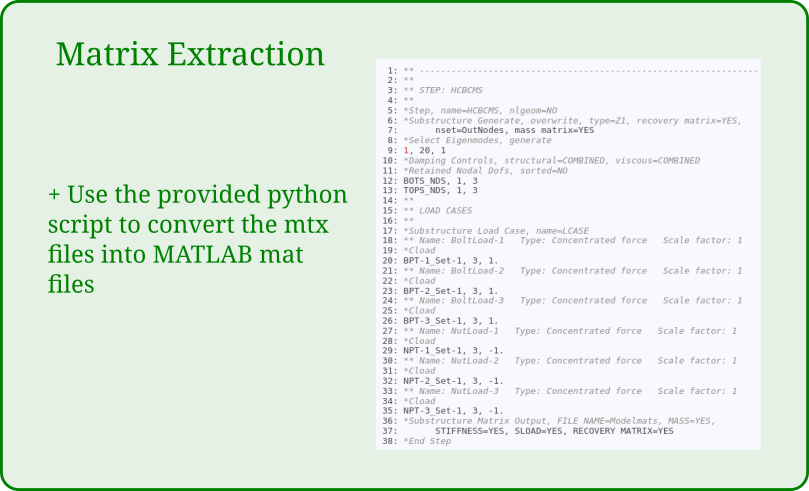 Matrix Extraction
+ Use the provided python
script to convert the mtx
files into MATLAB mat
files
1: ** ----------------------------------------------------------------
2: **
3: ** STEP: HCBCMS
4: **
5: *Step, name=HCBCMS, nlgeom=NO
6: *Substructure Generate, overwrite, type=Z1, recovery matrix=YES,
7:       nset=OutNodes, mass matrix=YES
8: *Select Eigenmodes, generate
9: 1, 20, 1
10: *Damping Controls, structural=COMBINED, viscous=COMBINED
11: *Retained Nodal Dofs, sorted=NO
12: BOTS_NDS, 1, 3
13: TOPS_NDS, 1, 3
14: **
15: ** LOAD CASES
16: **
17: *Substructure Load Case, name=LCASE
18: ** Name: BoltLoad-1   Type: Concentrated force   Scale factor: 1
19: *Cload
20: BPT-1_Set-1, 3, 1.
21: ** Name: BoltLoad-2   Type: Concentrated force   Scale factor: 1
22: *Cload
23: BPT-2_Set-1, 3, 1.
24: ** Name: BoltLoad-3   Type: Concentrated force   Scale factor: 1
25: *Cload
26: BPT-3_Set-1, 3, 1.
27: ** Name: NutLoad-1   Type: Concentrated force   Scale factor: 1
28: *Cload
29: NPT-1_Set-1, 3, -1.
30: ** Name: NutLoad-2   Type: Concentrated force   Scale factor: 1
31: *Cload
32: NPT-2_Set-1, 3, -1.
33: ** Name: NutLoad-3   Type: Concentrated force   Scale factor: 1
34: *Cload
35: NPT-3_Set-1, 3, -1.
36: *Substructure Matrix Output, FILE NAME=Modelmats, MASS=YES,
37:       STIFFNESS=YES, SLOAD=YES, RECOVERY MATRIX=YES
38: *End Step